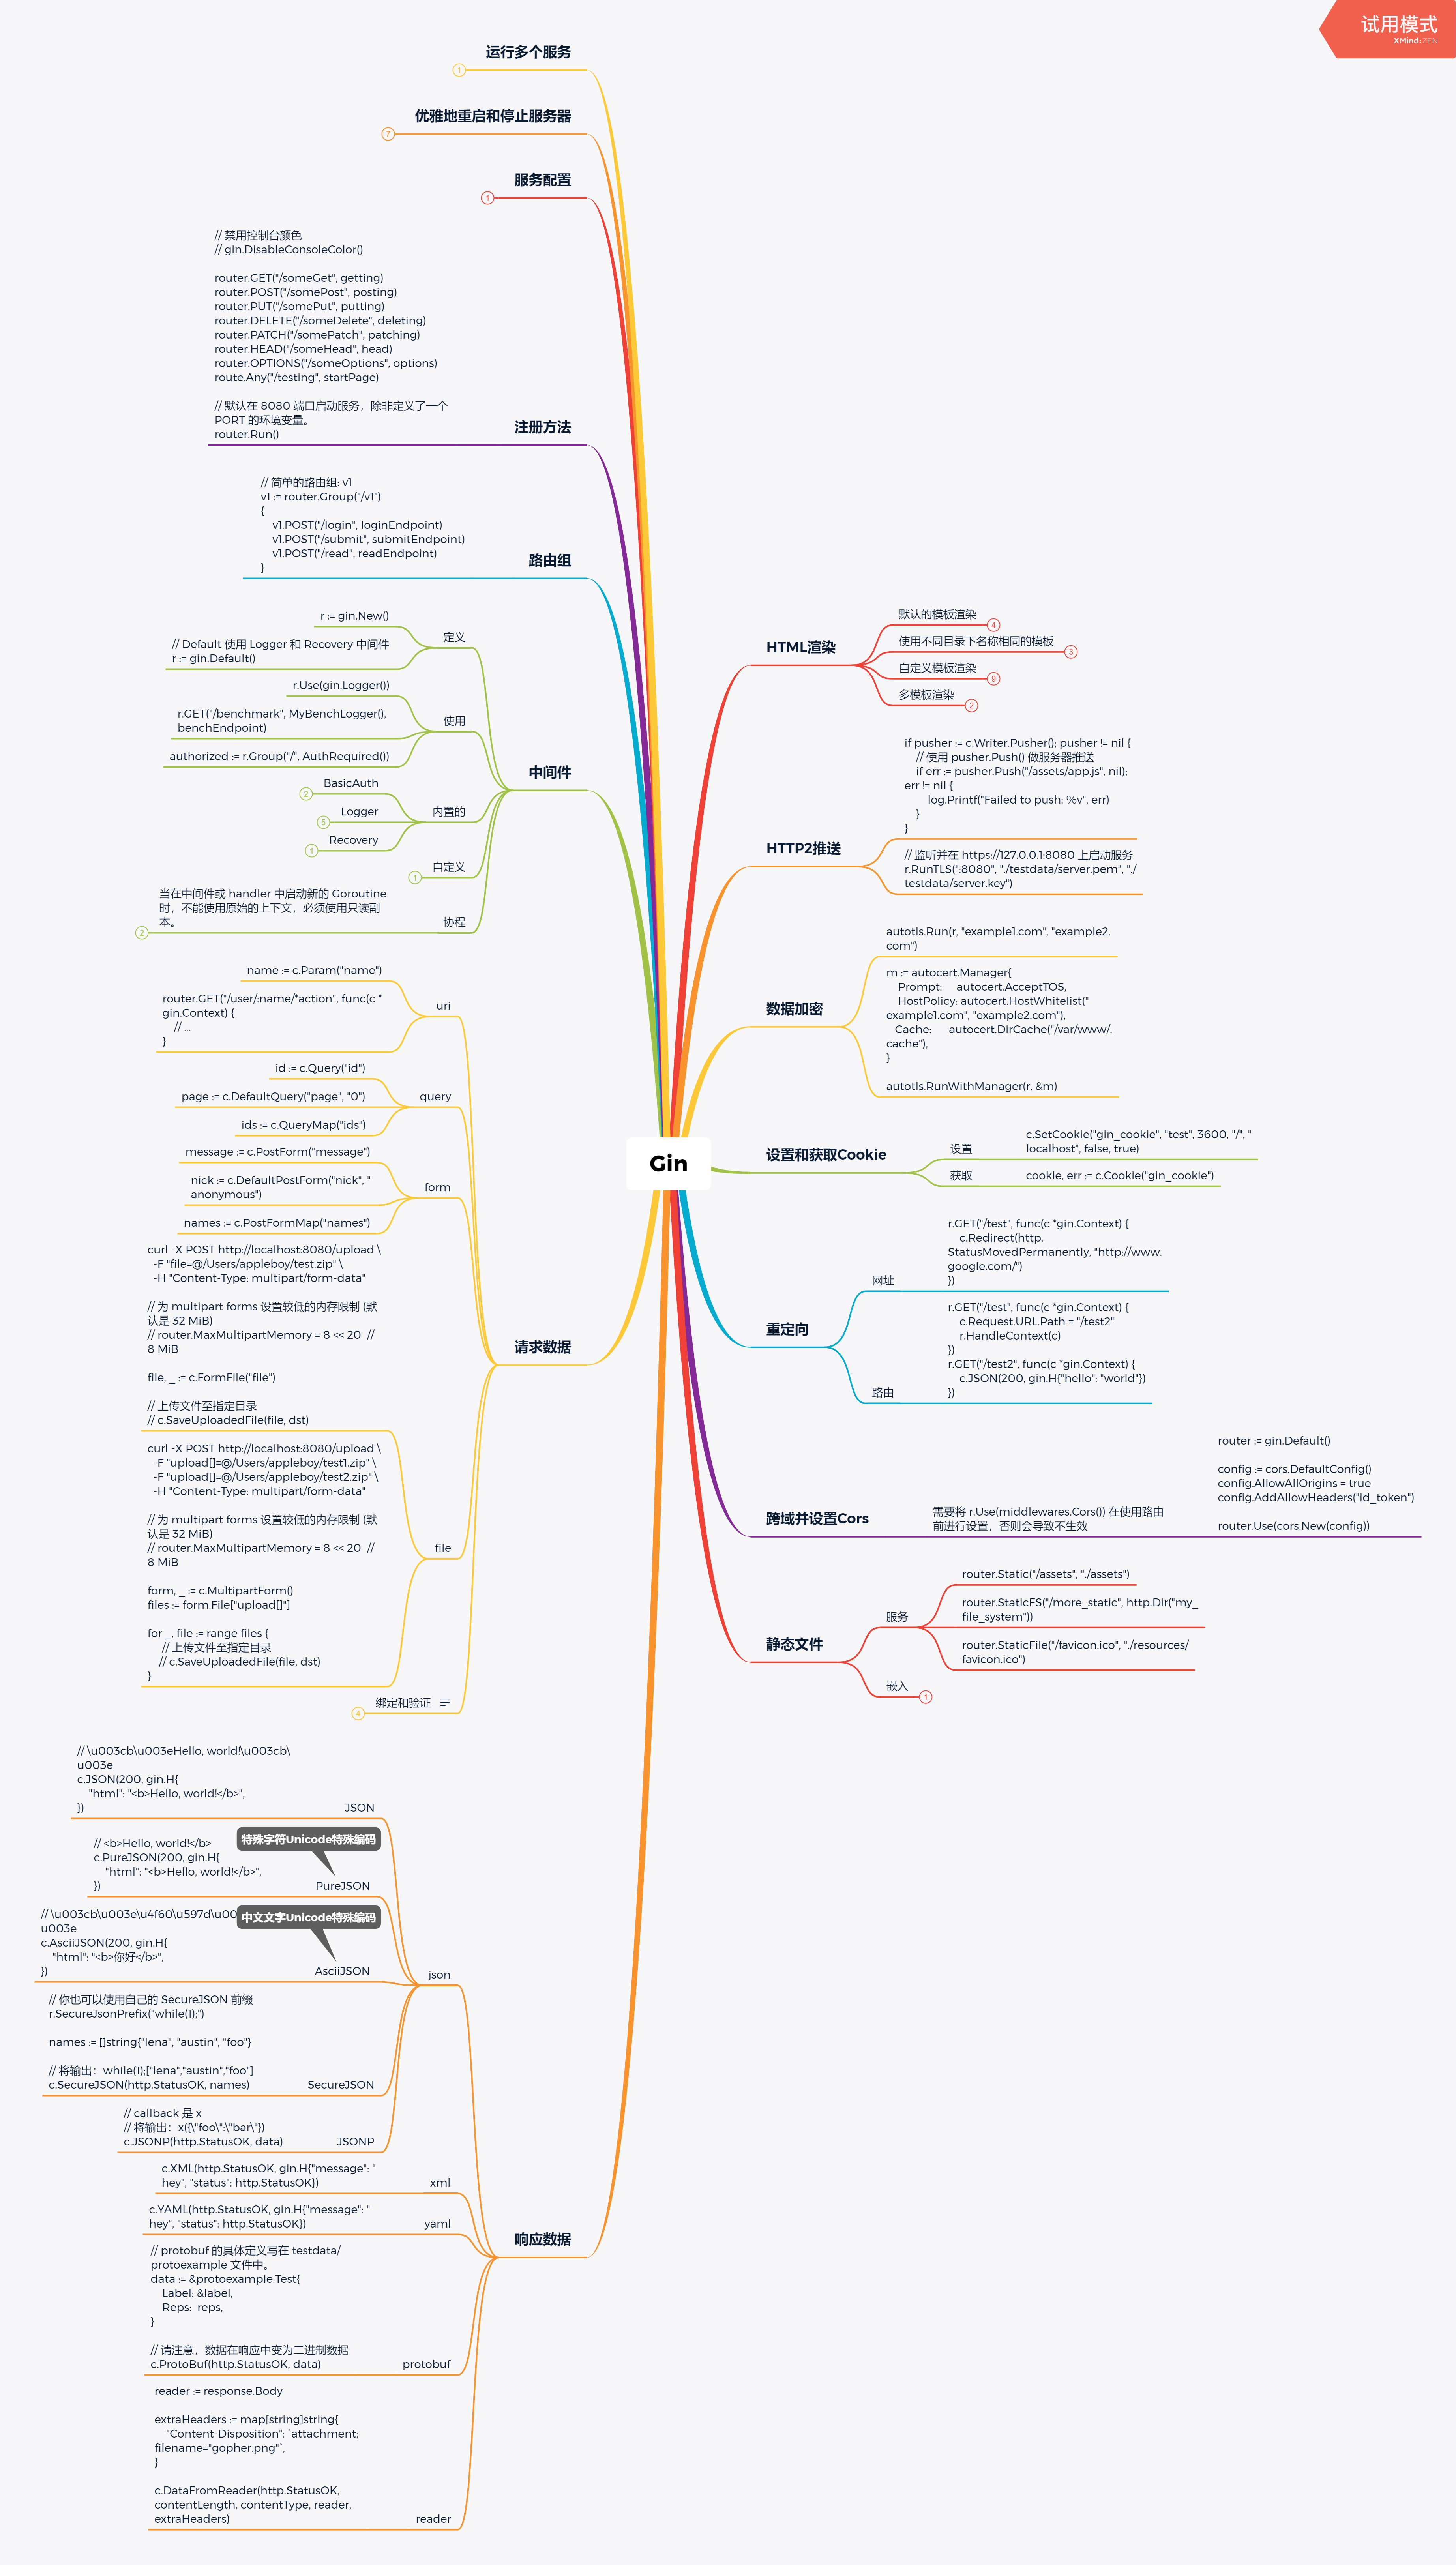 试用模式
XMind:ZEN
Gin
HTML渲染
默认的模板渲染
4
使用不同目录下名称相同的模板
3
自定义模板渲染
9
多模板渲染
2
HTTP2推送
if pusher := c.Writer.Pusher(); pusher != nil {
// 使用 pusher.Push() 做服务器推送
if err := pusher.Push("/assets/app.js", nil);
err != nil {
log.Printf("Failed to push: %v", err)
}
}
// 监听并在 https://127.0.0.1:8080 上启动服务
r.RunTLS(":8080", "./testdata/server.pem", "./
testdata/server.key")
数据加密
autotls.Run(r, "example1.com", "example2.
com")
m := autocert.Manager{
Prompt:     autocert.AcceptTOS,
HostPolicy: autocert.HostWhitelist("
example1.com", "example2.com"),
Cache:      autocert.DirCache("/var/www/.
cache"),
}
autotls.RunWithManager(r, &m)
设置和获取Cookie
设置
c.SetCookie("gin_cookie", "test", 3600, "/", "
localhost", false, true)
获取
cookie, err := c.Cookie("gin_cookie")
重定向
网址
r.GET("/test", func(c *gin.Context) {
c.Redirect(http.
StatusMovedPermanently, "http://www.
google.com/")
})
路由
r.GET("/test", func(c *gin.Context) {
c.Request.URL.Path = "/test2"
r.HandleContext(c)
})
r.GET("/test2", func(c *gin.Context) {
c.JSON(200, gin.H{"hello": "world"})
})
跨域并设置Cors
需要将 r.Use(middlewares.Cors()) 在使用路由
前进行设置，否则会导致不生效
router := gin.Default()
config := cors.DefaultConfig()
config.AllowAllOrigins = true
config.AddAllowHeaders("id_token")
router.Use(cors.New(config))
静态文件
服务
router.Static("/assets", "./assets")
router.StaticFS("/more_static", http.Dir("my_
file_system"))
router.StaticFile("/favicon.ico", "./resources/
favicon.ico")
嵌入
1
运行多个服务
1
优雅地重启和停止服务器
7
服务配置
1
注册方法
// 禁用控制台颜色
// gin.DisableConsoleColor()
router.GET("/someGet", getting)
router.POST("/somePost", posting)
router.PUT("/somePut", putting)
router.DELETE("/someDelete", deleting)
router.PATCH("/somePatch", patching)
router.HEAD("/someHead", head)
router.OPTIONS("/someOptions", options)
route.Any("/testing", startPage)
// 默认在 8080 端口启动服务，除非定义了一个
PORT 的环境变量。
router.Run()
路由组
// 简单的路由组: v1
v1 := router.Group("/v1")
{
v1.POST("/login", loginEndpoint)
v1.POST("/submit", submitEndpoint)
v1.POST("/read", readEndpoint)
}
中间件
定义
r := gin.New()
// Default 使用 Logger 和 Recovery 中间件
r := gin.Default()
使用
r.Use(gin.Logger())
r.GET("/benchmark", MyBenchLogger(),
benchEndpoint)
authorized := r.Group("/", AuthRequired())
内置的
BasicAuth
2
Logger
5
Recovery
1
自定义
1
协程
当在中间件或 handler 中启动新的 Goroutine
时，不能使用原始的上下文，必须使用只读副
本。
2
请求数据
uri
name := c.Param("name")
router.GET("/user/:name/*action", func(c *
gin.Context) {
// ...
}
query
id := c.Query("id")
page := c.DefaultQuery("page", "0")
ids := c.QueryMap("ids")
form
message := c.PostForm("message")
nick := c.DefaultPostForm("nick", "
anonymous")
names := c.PostFormMap("names")
file
curl -X POST http://localhost:8080/upload \
-F "file=@/Users/appleboy/test.zip" \
-H "Content-Type: multipart/form-data"
// 为 multipart forms 设置较低的内存限制 (默
认是 32 MiB)
// router.MaxMultipartMemory = 8 << 20  //
8 MiB
file, _ := c.FormFile("file")
// 上传文件至指定目录
// c.SaveUploadedFile(file, dst)
curl -X POST http://localhost:8080/upload \
-F "upload[]=@/Users/appleboy/test1.zip" \
-F "upload[]=@/Users/appleboy/test2.zip" \
-H "Content-Type: multipart/form-data"
// 为 multipart forms 设置较低的内存限制 (默
认是 32 MiB)
// router.MaxMultipartMemory = 8 << 20  //
8 MiB
form, _ := c.MultipartForm()
files := form.File["upload[]"]
for _, file := range files {
// 上传文件至指定目录
// c.SaveUploadedFile(file, dst)
}
绑定和验证
4
响应数据
json
JSON
// \u003cb\u003eHello, world!\u003cb\
u003e
c.JSON(200, gin.H{
"html": "<b>Hello, world!</b>",
})
特殊字符Unicode特殊编码
PureJSON
// <b>Hello, world!</b>
c.PureJSON(200, gin.H{
"html": "<b>Hello, world!</b>",
})
中文文字Unicode特殊编码
AsciiJSON
// \u003cb\u003e\u4f60\u597d\u00
u003e
c.AsciiJSON(200, gin.H{
"html": "<b>你好</b>",
})
SecureJSON
// 你也可以使用自己的 SecureJSON 前缀
r.SecureJsonPrefix("while(1);")
names := []string{"lena", "austin", "foo"}
// 将输出：while(1);["lena","austin","foo"]
c.SecureJSON(http.StatusOK, names)
JSONP
// callback 是 x
// 将输出：x({\"foo\":\"bar\"})
c.JSONP(http.StatusOK, data)
xml
c.XML(http.StatusOK, gin.H{"message": "
hey", "status": http.StatusOK})
yaml
c.YAML(http.StatusOK, gin.H{"message": "
hey", "status": http.StatusOK})
protobuf
// protobuf 的具体定义写在 testdata/
protoexample 文件中。
data := &protoexample.Test{
Label: &label,
Reps:  reps,
}
// 请注意，数据在响应中变为二进制数据
c.ProtoBuf(http.StatusOK, data)
reader
reader := response.Body
extraHeaders := map[string]string{
"Content-Disposition": `attachment;
filename="gopher.png"`,
}
c.DataFromReader(http.StatusOK,
contentLength, contentType, reader,
extraHeaders)